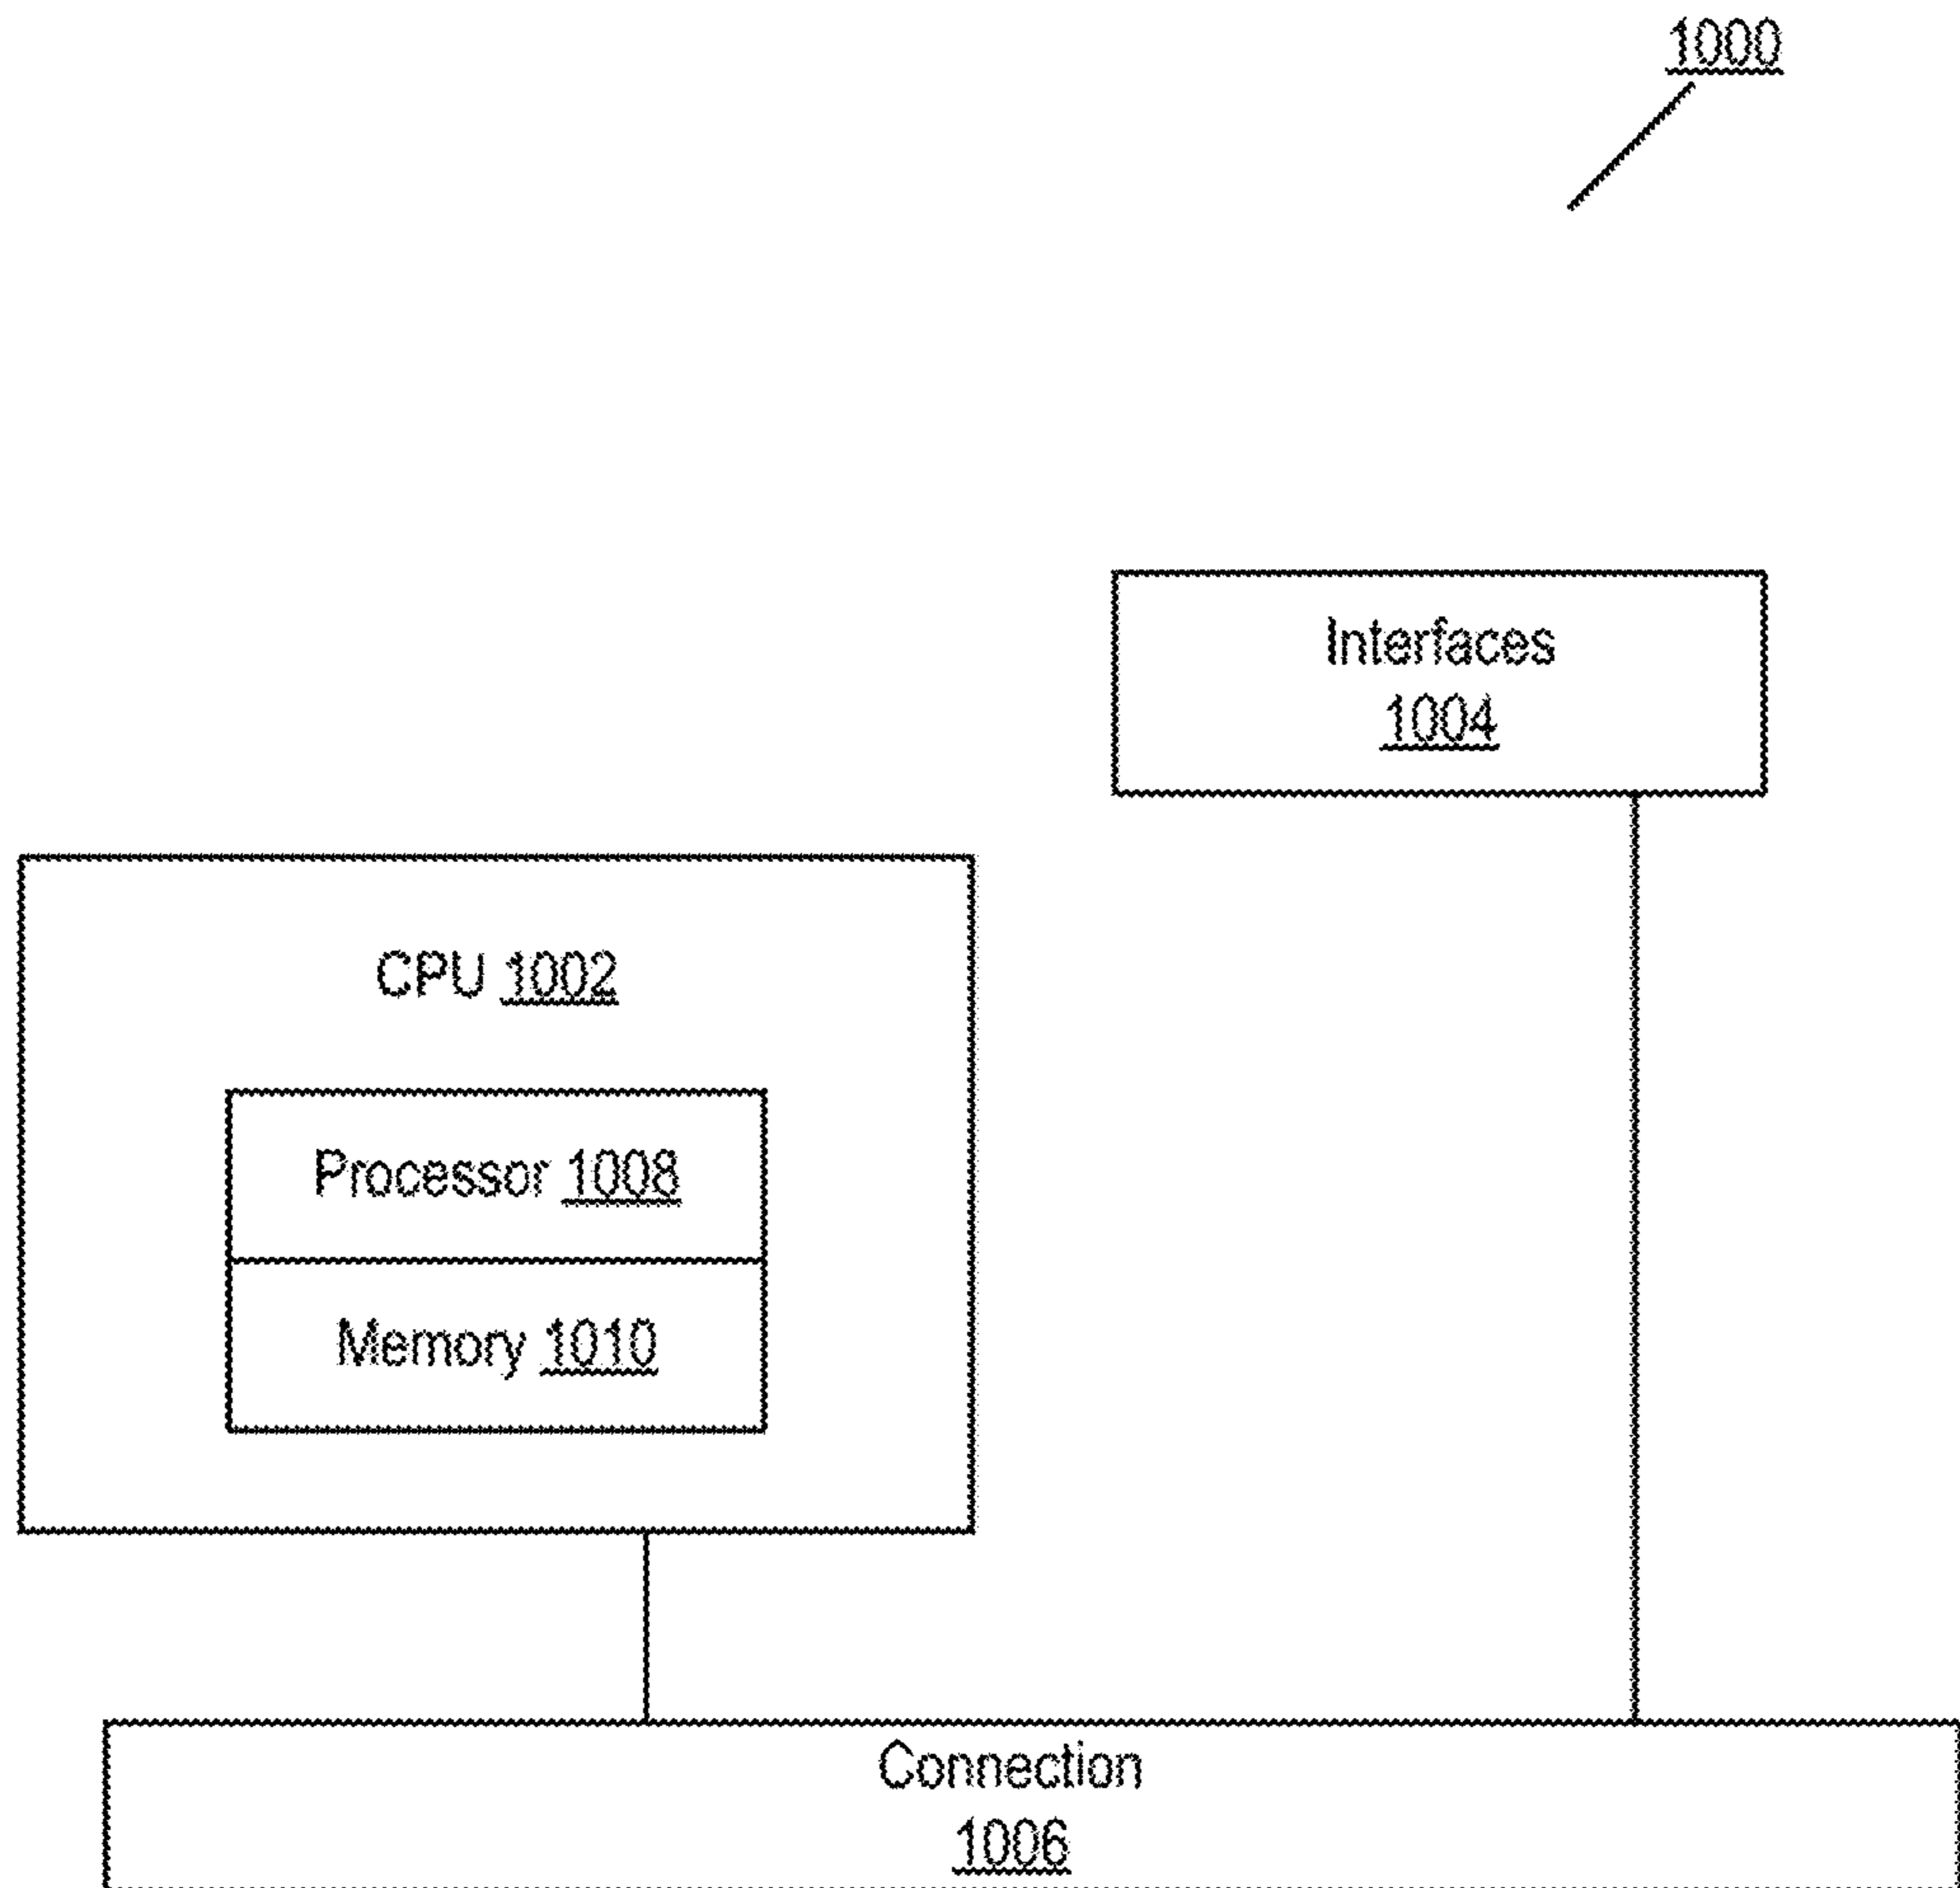 1000
Interfaces
1004
CPU 1002
Processor 1008
Memory 1010
Connection
1006